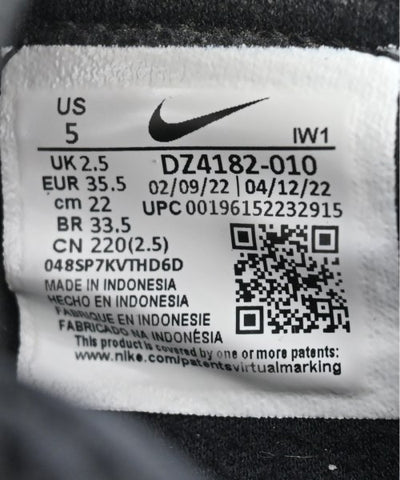 US
5
IW1
UK 2.5
DZ4182-010
EUR 35.5
02/09/22 | 04/12/22
cm 22
UPC 00196152232915
BR 33.5
CN 220(2.5)
048SP7KVTHD6D
MADE IN INDONESIA
HECHO EN INDONESIA
FABRIQUE EN INDONESIE
FABRICADO NA INDONÉSIA
This product is covered by one or more patents:
www.nike.com/patentsvirtualmarking